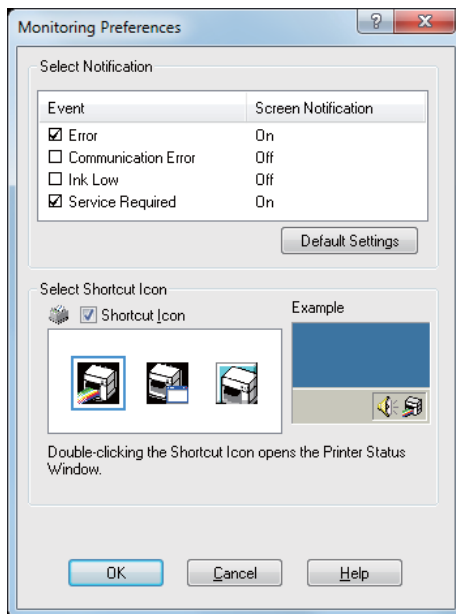 Monitoring Preferences
?
X
Select Notification
Event Screen Notification
Error On
Communication Error Off
Ink Low Off
Service Required On
Default Settings
Select Shortcut Icon
Shortcut Icon
Example
Double-clicking the Shortcut Icon opens the Printer Status
Window.
OK Cancel Help